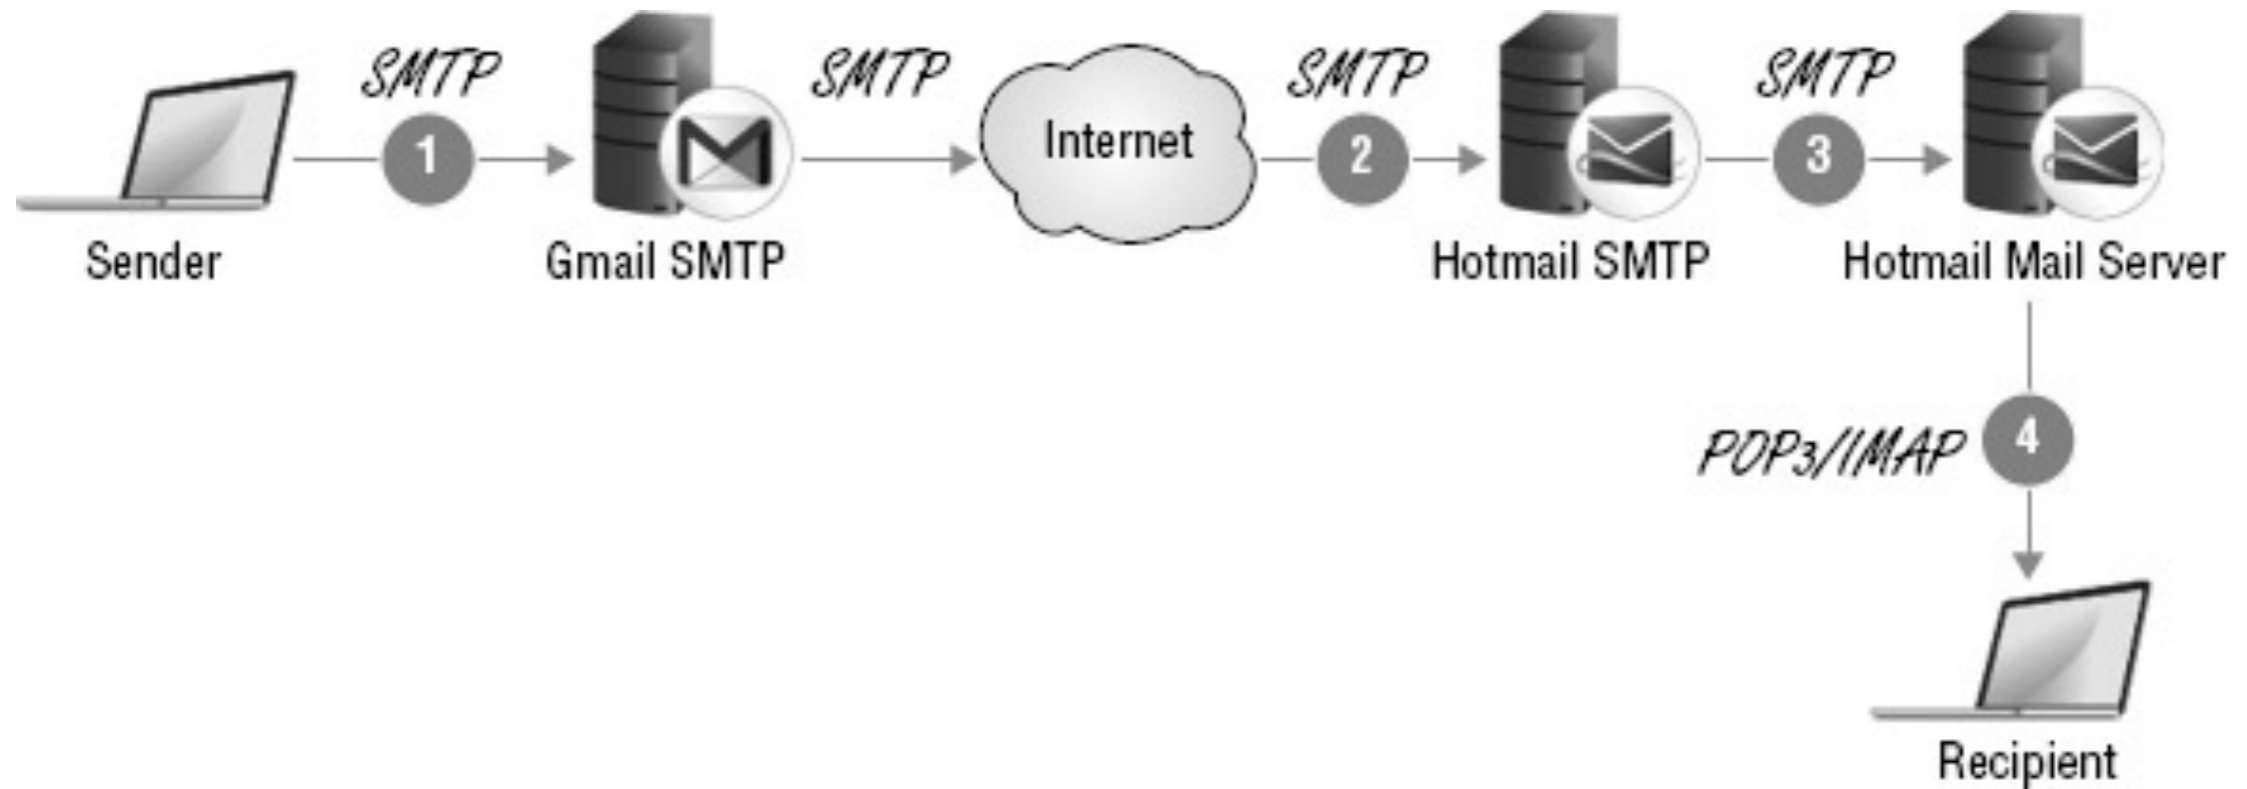 SMTP
SMTP
SMTP
SMTP
1
2
3
Internet
Sender
Gmail SMTP
Hotmail SMTP
Hotmail Mail Server
4
POP3/IMAP
Recipient